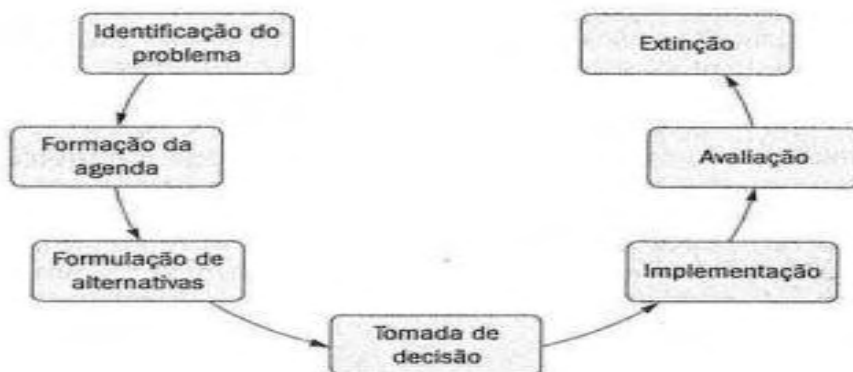 Identificação do
problema
Formação da
agenda
Formulação de
alternativas
Tomada de
decisão
Implementação
Avaliação
Extinção